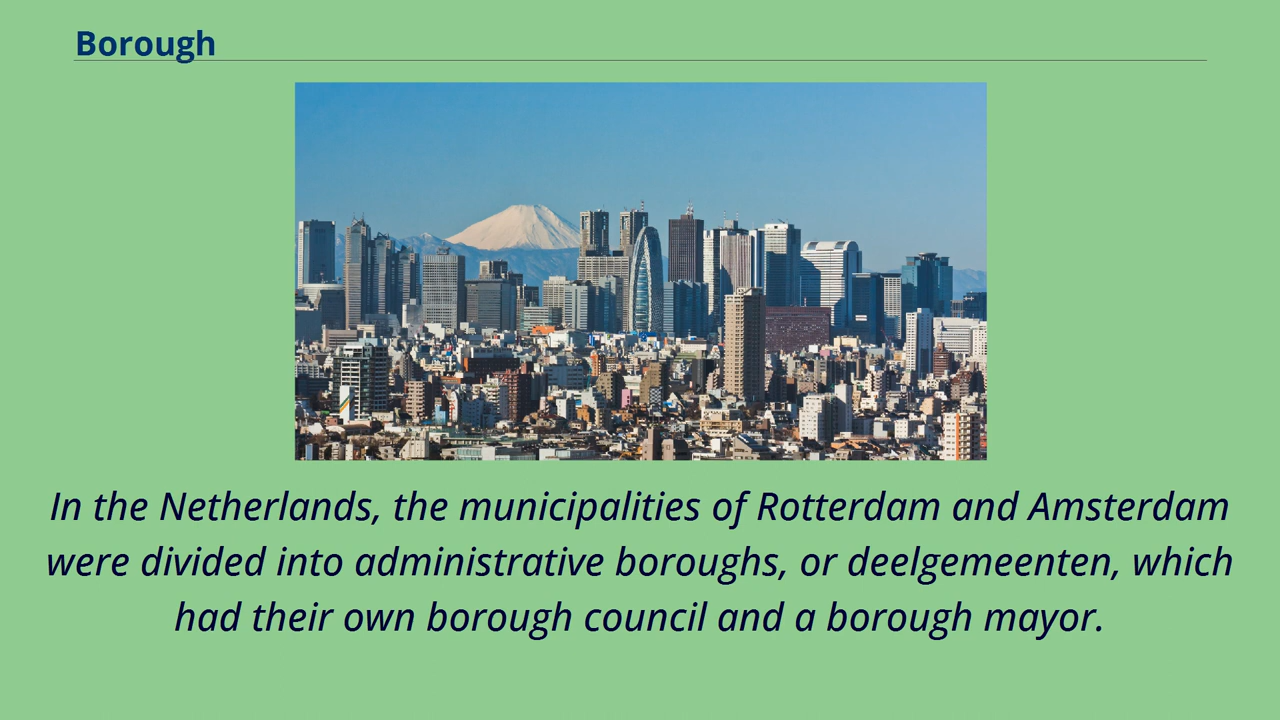 Borough
In the Netherlands, the municipalities of Rotterdam and Amsterdam
were divided into administrative boroughs, or deelgemeenten, which
had their own borough council and a borough mayor.